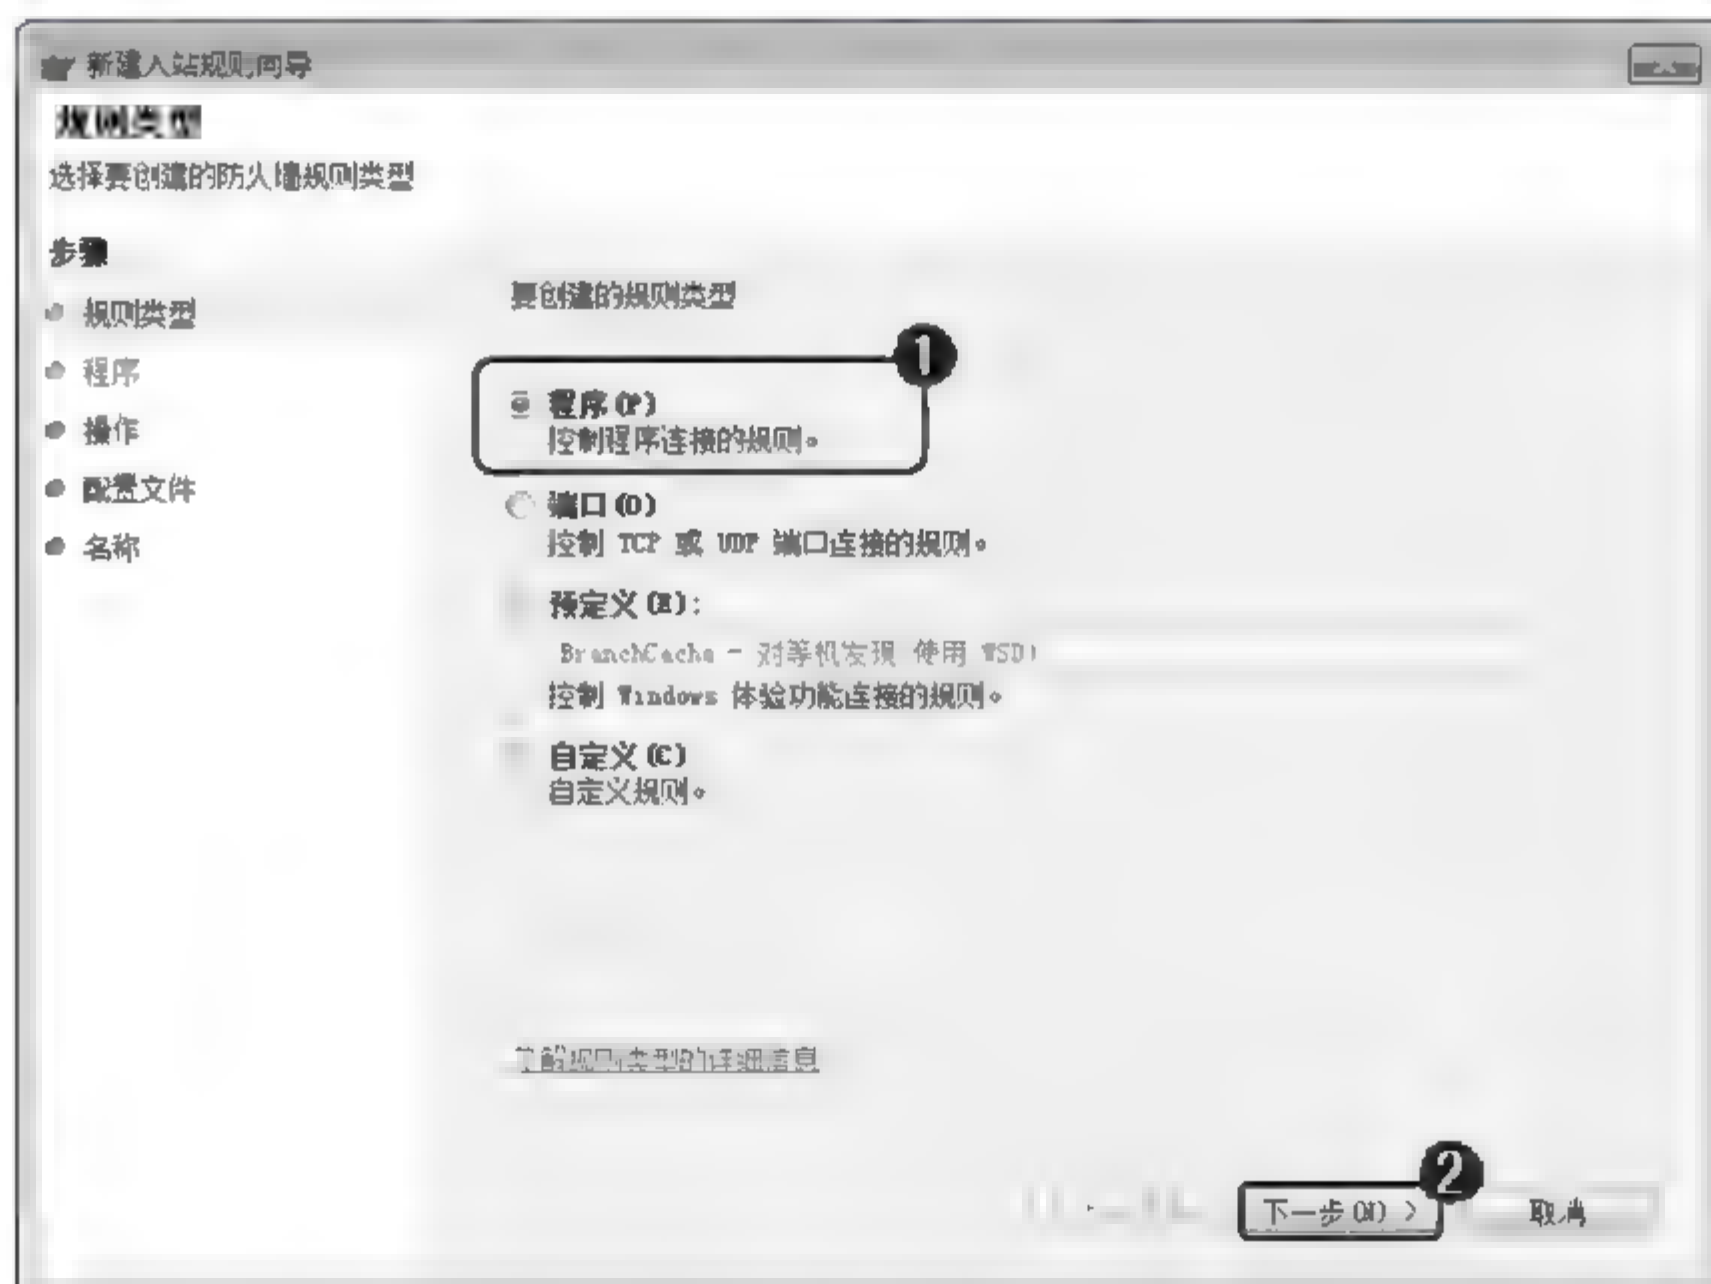 新建入站规则向导
规则类型
选择要创建的防火墙规则类型
步骤
规则类型
程序
操作
配置文件
名称
要创建的规则类型
1
程序(P)
控制程序连接的规则。
端口(O)
控制 TCP 或 UDP 端口连接的规则。
预定义(E):
BranchCache - 对等机发现 使用 WSD)
控制 Windows 体验功能连接的规则。
自定义(C)
自定义规则。
了解规则类型的详细信息
2
下一步(N) >
取消